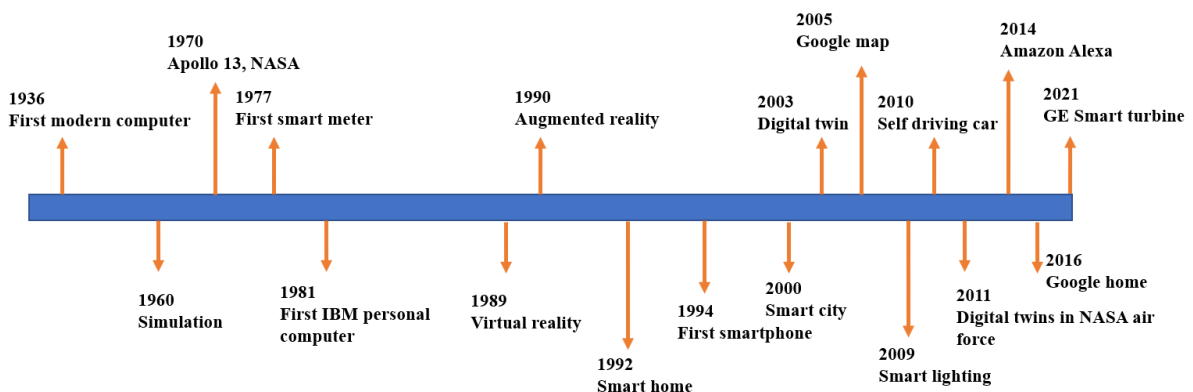 1936
First modern computer
1970
Apollo 13, NASA
1977
First smart meter
1990
Augmented reality
2003
Digital twin
2005
Google map
2010
Self driving car
2014
Amazon Alexa
2021
GE Smart turbine
1960
Simulation
1981
First IBM personal
computer
1989
Virtual reality
1992
Smart home
1994
First smartphone
2000
Smart city
2009
Smart lighting
2011
Digital twins in NASA air
force
2016
Google home